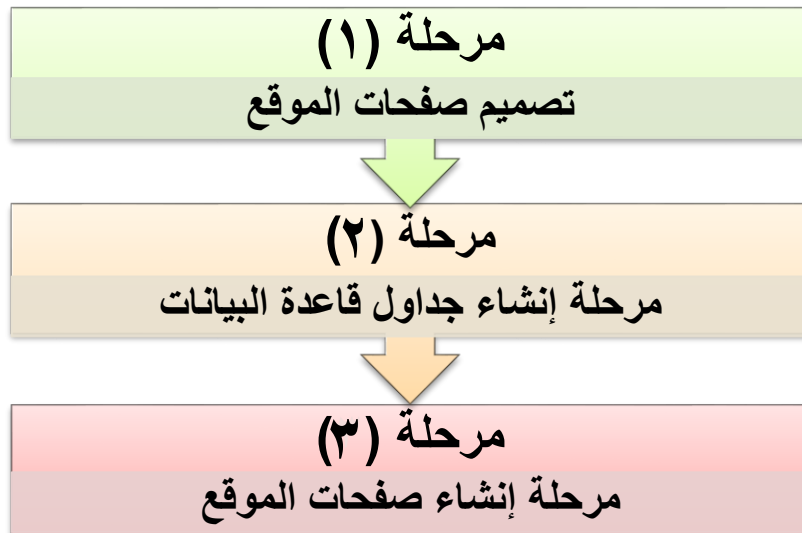 مرحلة (١)
تصميم صفحات الموقع
مرحلة (٢)
مرحلة إنشاء جداول قاعدة البيانات
مرحلة (٣)
مرحلة إنشاء صفحات الموقع